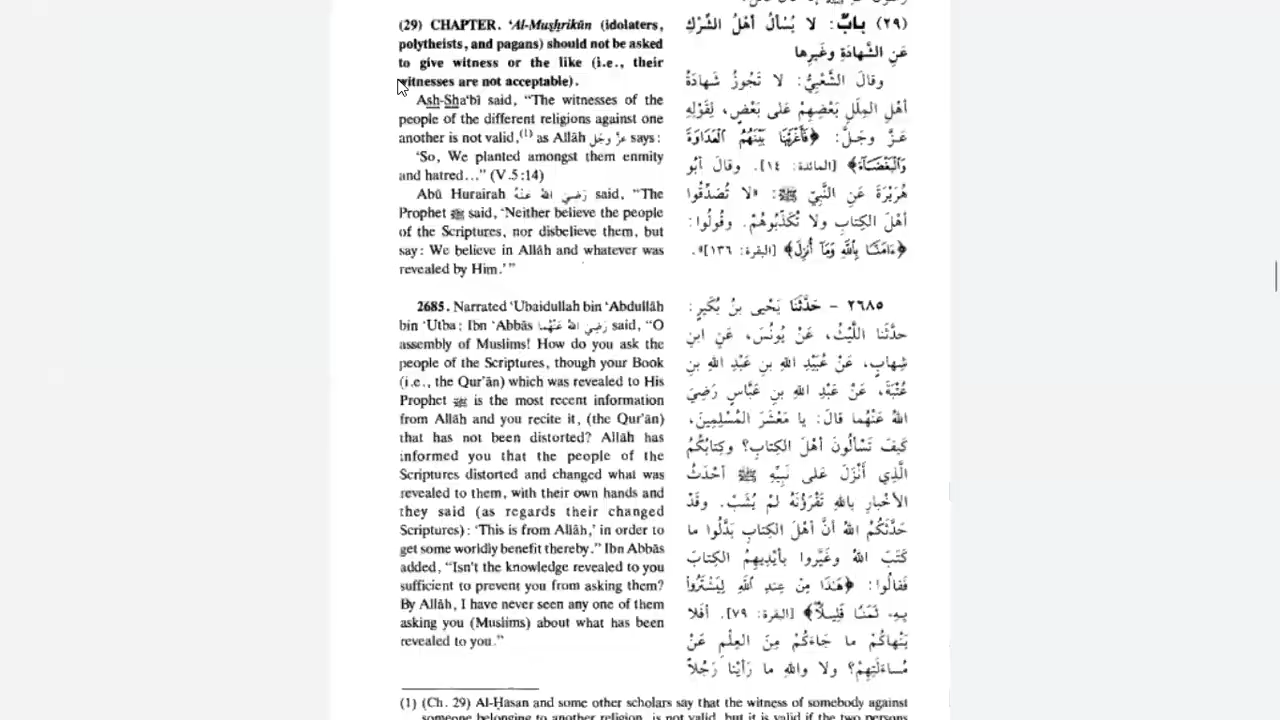 (29) CHAPTER. ‘Al-Mushrikūn (idolaters,
polytheists, and pagans) should not be asked
to give witness or the like (i.e., their
witnesses are not acceptable).
Ash-Sha‘bī said, “The witnesses of the
people of the different religions against one
another is not valid,(1) as Allāh عز وجل says:
‘So, We planted amongst them enmity
and hatred...” (V.5:14)
Abū Hurairah رَضِيَ اللهُ عَنْهُ said, “The
Prophet ﷺ said, ‘Neither believe the people
of the Scriptures, nor disbelieve them, but
say: We believe in Allāh and whatever was
revealed by Him.’”
2685. Narrated ‘Ubaidullah bin ‘Abdullāh
bin ‘Utba: Ibn ‘Abbās رَضِيَ اللهُ عَنْهُمَا said, “O
assembly of Muslims! How do you ask the
people of the Scriptures, though your Book
(i.e., the Qur’ān) which was revealed to His
Prophet ﷺ is the most recent information
from Allāh and you recite it, (the Qur’ān)
that has not been distorted? Allāh has
informed you that the people of the
Scriptures distorted and changed what was
revealed to them, with their own hands and
they said (as regards their changed
Scriptures): ‘This is from Allāh,’ in order to
get some worldly benefit thereby.” Ibn Abbās
added, “Isn't the knowledge revealed to you
sufficient to prevent you from asking them?
By Allāh, I have never seen any one of them
asking you (Muslims) about what has been
revealed to you.”
(٢٩) بابٌ: لا يُسْأَلُ أَهْلُ الشِّرْكِ
عَنِ الشَّهادَةِ وغَيرِها
وقالَ الشَّعْبِيُّ: لا تَجُوزُ شَهادَةُ
أهْلِ المِلَلِ بَعْضِهِمْ على بَعْضٍ، لِقَوْلِهِ
عَزَّ وجَلَّ: ﴿فَأَغْرَيْنَا بَيْنَهُمُ الْعَدَاوَةَ
وَالْبَغْضَاءَ﴾ [المائدة: ١٤]. وقالَ أبُو
هُرَيْرَةَ عَنِ النَّبِيِّ ﷺ: «لا تُصَدِّقُوا
أهْلَ الكِتابِ ولا تُكَذِّبُوهُمْ. وقُولُوا:
﴿ءَامَنَّا بِاللَّهِ وَمَا أُنْزِلَ﴾ [البقرة: ١٣٦]».
٢٦٨٥ - حَدَّثَنَا يَحْيى بنُ بُكَيرٍ:
حدَّثَنا اللَّيْثُ، عَنْ يُونُسَ، عَنِ ابنِ
شِهابٍ، عَنْ عُبَيْدِ اللهِ بنِ عَبْدِ اللهِ بنِ
عُتْبَةَ، عَنْ عَبْدِ اللهِ بنِ عَبَّاسٍ رَضِيَ
اللهُ عَنْهُما قالَ: يا مَعْشَرَ المُسْلِمِينَ،
كَيفَ تَسْألُونَ أهْلَ الكِتابِ؟ وكِتابُكُمُ
الَّذِي أُنْزِلَ على نَبِيِّهِ ﷺ أحْدَثُ
الأخْبارِ بِاللهِ تَقْرَؤُنَهُ لَمْ يُشَبْ. وقَدْ
حَدَّثَكُمُ اللهُ أنَّ أهْلَ الكِتابِ بَدَّلُوا ما
كَتَبَ اللهُ وغَيَّروا بأيْدِيهِمُ الكِتابَ
فَقالُوا: ﴿هَذَا مِنْ عِندِ اللَّهِ لِيَشْتَرُوا
بِهِ ثَمَنًا قَلِيلًا﴾ [البقرة: ٧٩]. أفَلا
يَنْهاكُمْ ما جاءَكُمْ مِنَ العِلْمِ عَنْ
مُساءَلَتِهِمْ؟ ولا واللهِ ما رَأيْنا رَجُلاً
(1) (Ch. 29) Al-Ḥasan and some other scholars say that the witness of somebody against
someone belonging to another religion, is not valid, but it is valid if the two persons